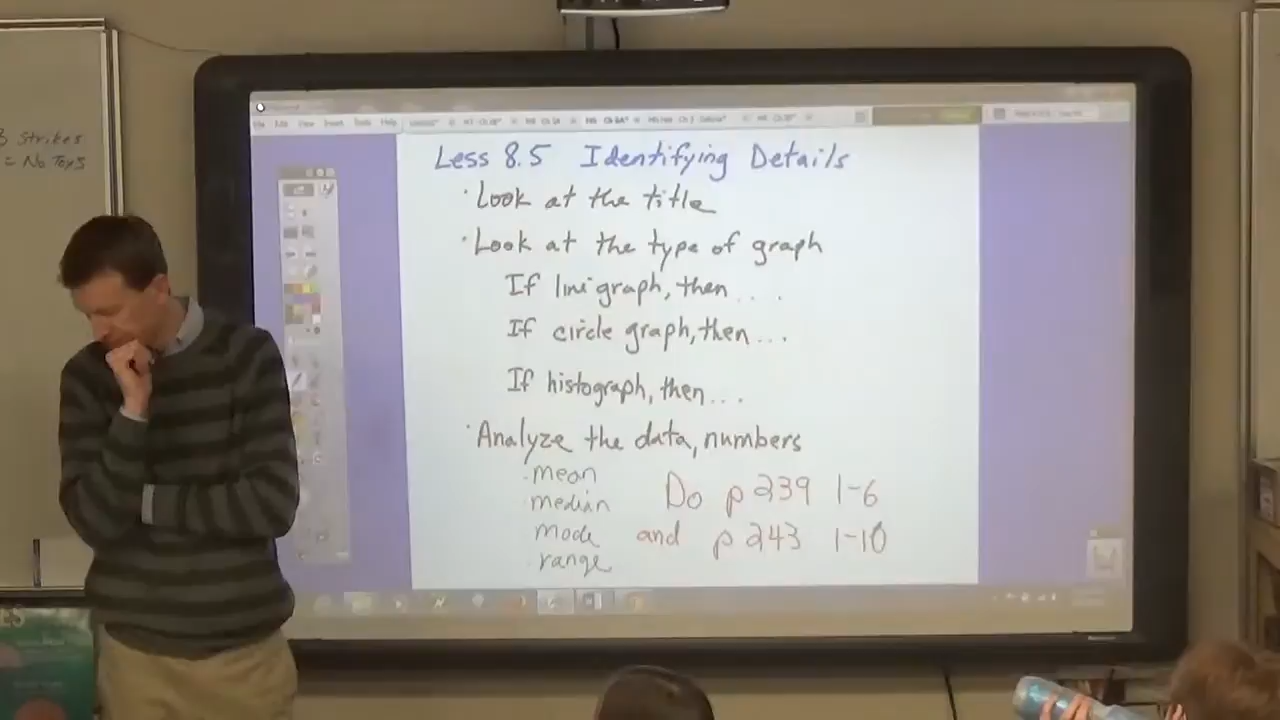 3 Strikes
= No Toys
Less 8.5 Identifying Details
· Look at the title
· Look at the type of graph
If line graph, then ....
If circle graph, then ...
If histograph, then ...
· Analyze the data, numbers
· mean
· median
mode
· range
Do p 239 1-6
and p 243 1-10